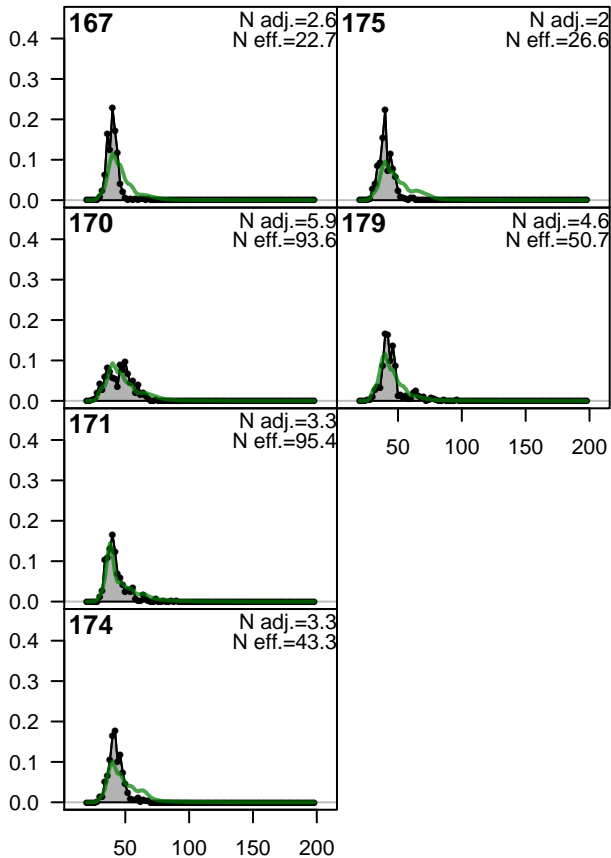 167
N adj.=2.6
N eff.=22.7
175
N adj.=2
N eff.=26.6
170
N adj.=5.9
N eff.=93.6
179
N adj.=4.6
N eff.=50.7
171
N adj.=3.3
N eff.=95.4
174
N adj.=3.3
N eff.=43.3
0.4
0.3
0.2
0.1
0.0
0.4
0.3
0.2
0.1
0.0
0.4
0.3
0.2
0.1
0.0
0.4
0.3
0.2
0.1
0.0
50 100 150 200
50 100 150 200